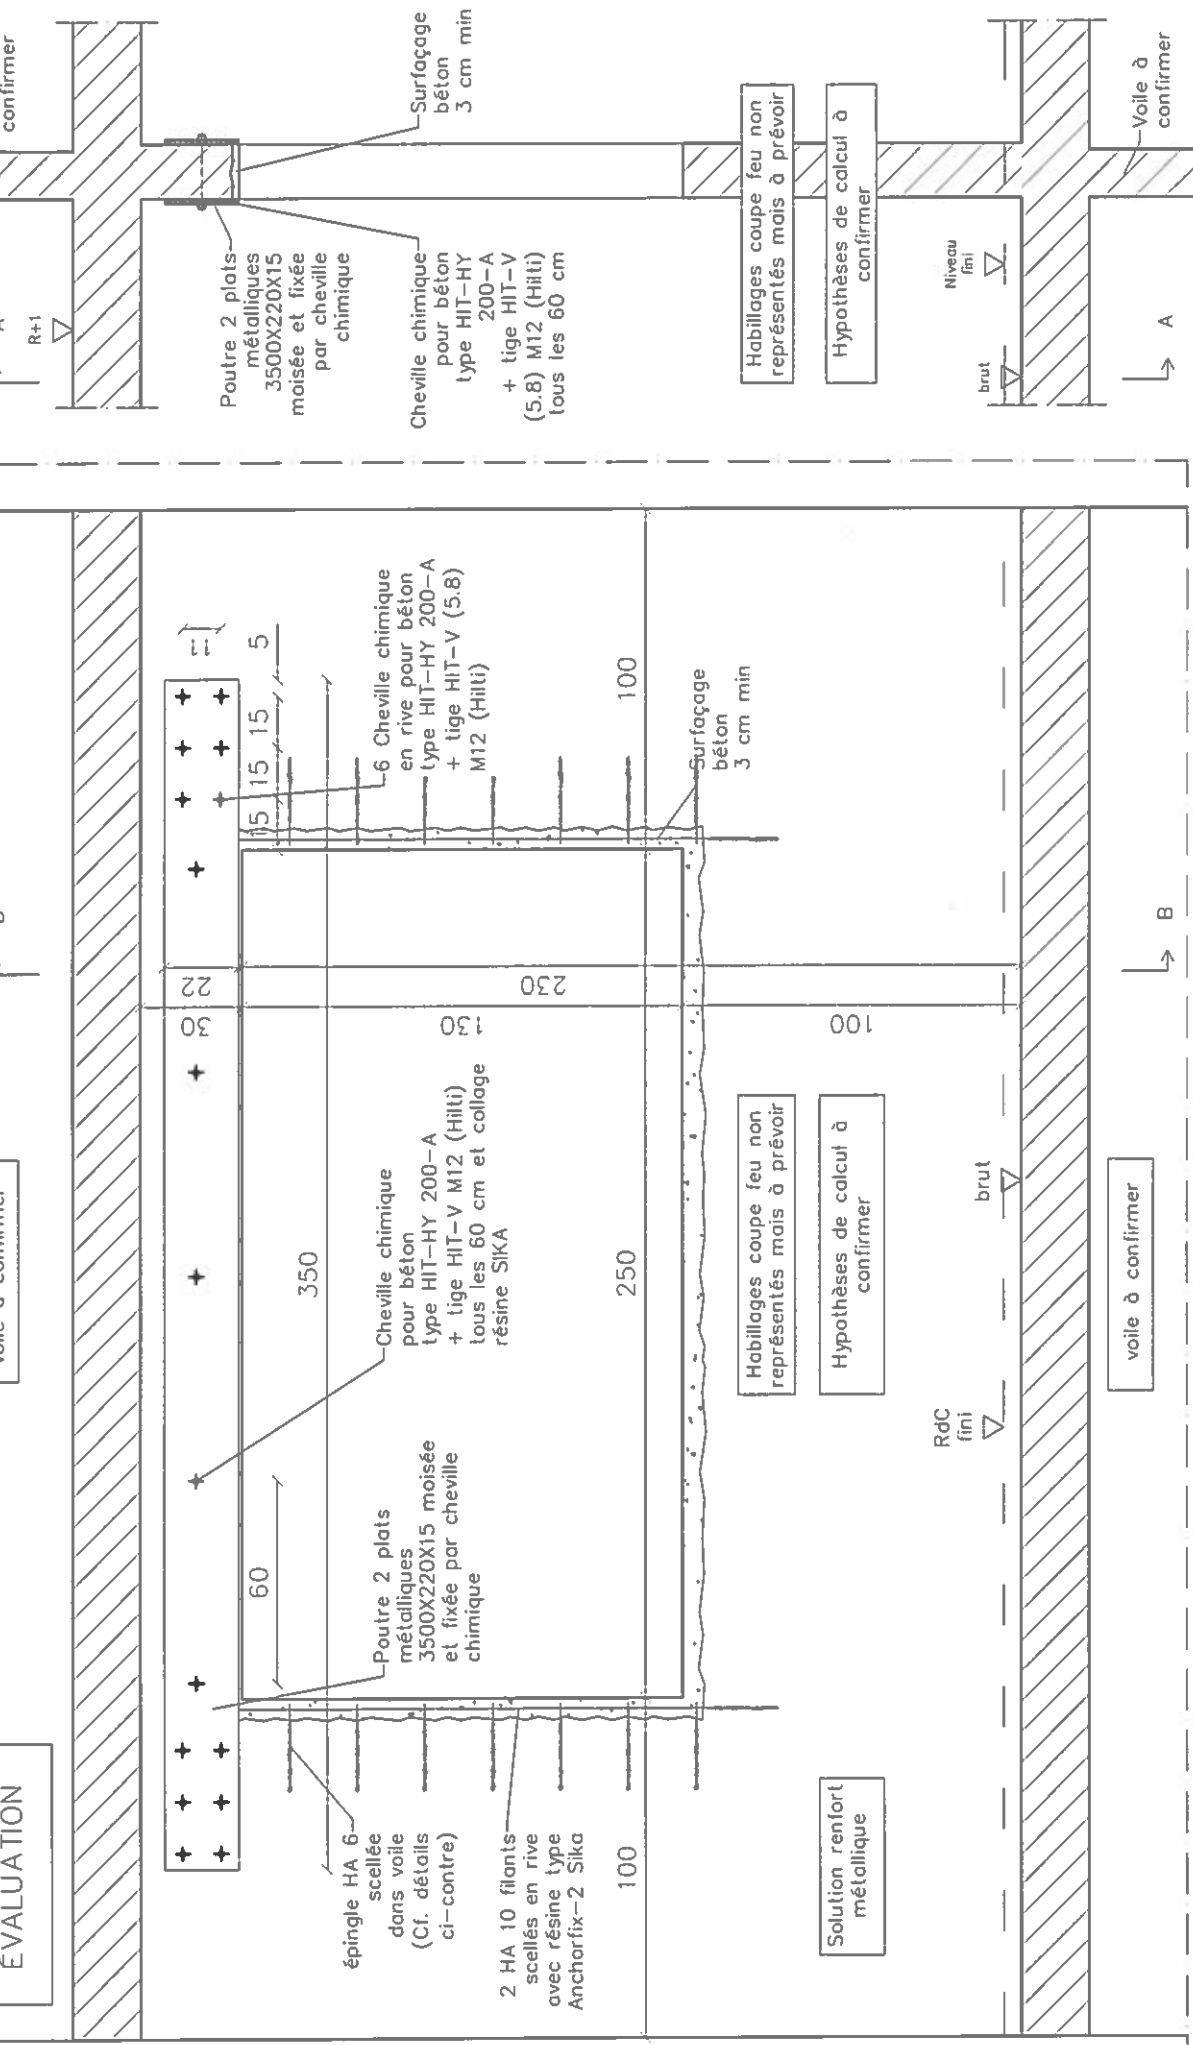 ÉVALUATION
voile à confirmer
B
A
R+1
confirmer
Poutre 2 plats
métalliques
3500X220X15
moisée et fixée
par cheville
chimique
Surfaçage
béton
3 cm min
Cheville chimique
pour béton
type HIT-HY
200-A
+ tige HIT-V
(5.8) M12 (Hilti)
tous les 60 cm
Habillages coupe feu non
représentés mais à prévoir
Hypothèses de calcul à
confirmer
Niveau
fini
brut
A
Voile à
confirmer
11
5
15
15
15
6 Cheville chimique
en rive pour béton
type HIT-HY 200-A
+ tige HIT-V (5.8)
M12 (Hilti)
100
Surfaçage
béton
3 cm min
22
30
230
130
100
60
350
Cheville chimique
pour béton
type HIT-HY 200-A
+ tige HIT-V M12 (Hilti)
tous les 60 cm et collage
résine SIKA
Poutre 2 plats
métalliques
3500X220X15 moisée
et fixée par cheville
chimique
250
épingle HA 6
scellée
dans voile
(Cf. détails
ci-contre)
2 HA 10 filants
scellés en rive
avec résine type
Anchorfix-2 Sika
100
Habillages coupe feu non
représentés mais à prévoir
Hypothèses de calcul à
confirmer
Solution renfort
métallique
RdC
fini
brut
B
voile à confirmer